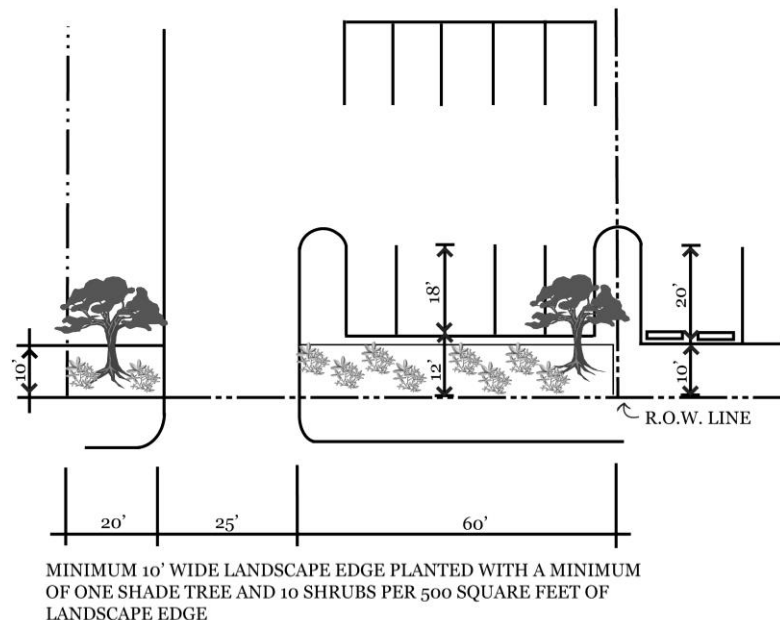 18'
20'
10'
12'
10'
R.O.W. LINE
20'
25'
60'
MINIMUM 10' WIDE LANDSCAPE EDGE PLANTED WITH A MINIMUM
OF ONE SHADE TREE AND 10 SHRUBS PER 500 SQUARE FEET OF
LANDSCAPE EDGE